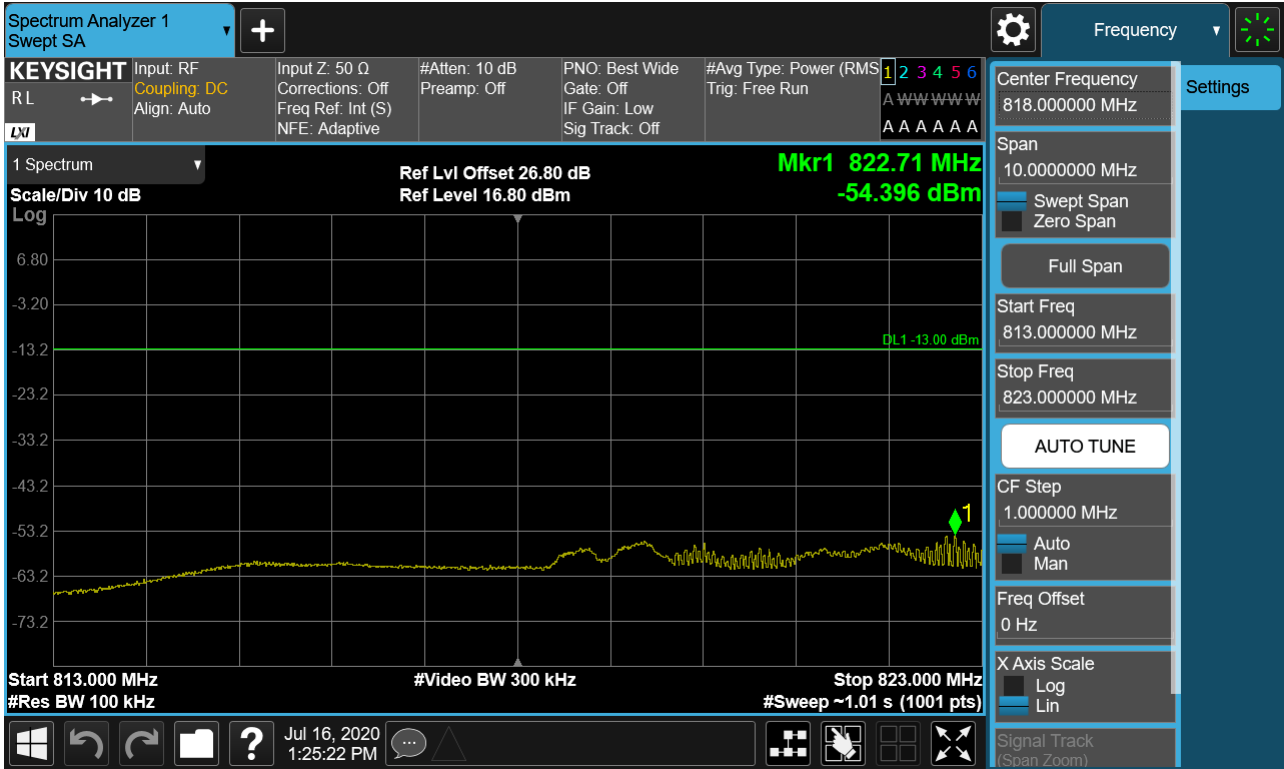 Spectrum Analyzer 1
Swept SA
Frequency
KEYSIGHT
R L
LXI
Input: RF
Coupling: DC
Align: Auto
Input Z: 50 Ω
Corrections: Off
Freq Ref: Int (S)
NFE: Adaptive
#Atten: 10 dB
Preamp: Off
PNO: Best Wide
Gate: Off
IF Gain: Low
Sig Track: Off
#Avg Type: Power (RMS
Trig: Free Run
1 2 3 4 5 6
A W W W W W
A A A A A A
1 Spectrum
Scale/Div 10 dB
Log
Ref Lvl Offset 26.80 dB
Ref Level 16.80 dBm
Mkr1 822.71 MHz
-54.396 dBm
6.80
-3.20
-13.2
-23.2
-33.2
-43.2
-53.2
-63.2
-73.2
DL1 -13.00 dBm
1
Start 813.000 MHz
#Res BW 100 kHz
#Video BW 300 kHz
Stop 823.000 MHz
#Sweep ~1.01 s (1001 pts)
Center Frequency
818.000000 MHz
Span
10.0000000 MHz
Swept Span
Zero Span
Full Span
Start Freq
813.000000 MHz
Stop Freq
823.000000 MHz
AUTO TUNE
CF Step
1.000000 MHz
Auto
Man
Freq Offset
0 Hz
X Axis Scale
Log
Lin
Signal Track
(Span Zoom)
Settings
?
Jul 16, 2020
1:25:22 PM